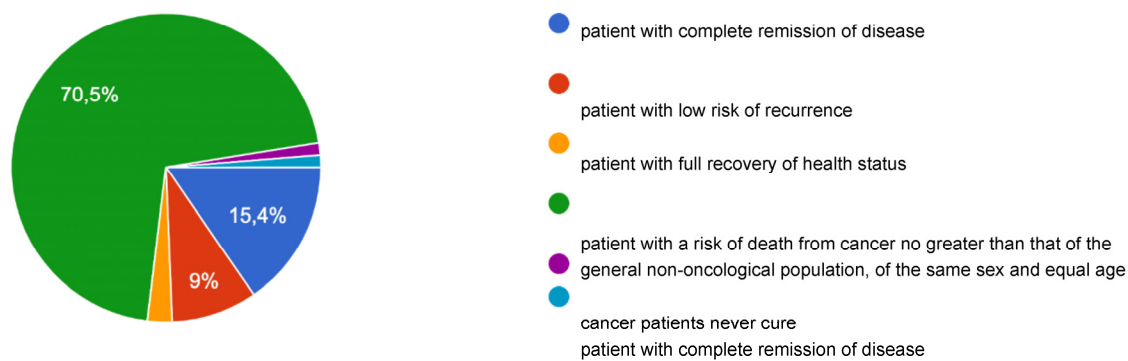 70,5%
15,4%
9%
patient with complete remission of disease
patient with low risk of recurrence
patient with full recovery of health status
patient with a risk of death from cancer no greater than that of the
general non-oncological population, of the same sex and equal age
cancer patients never cure
patient with complete remission of disease